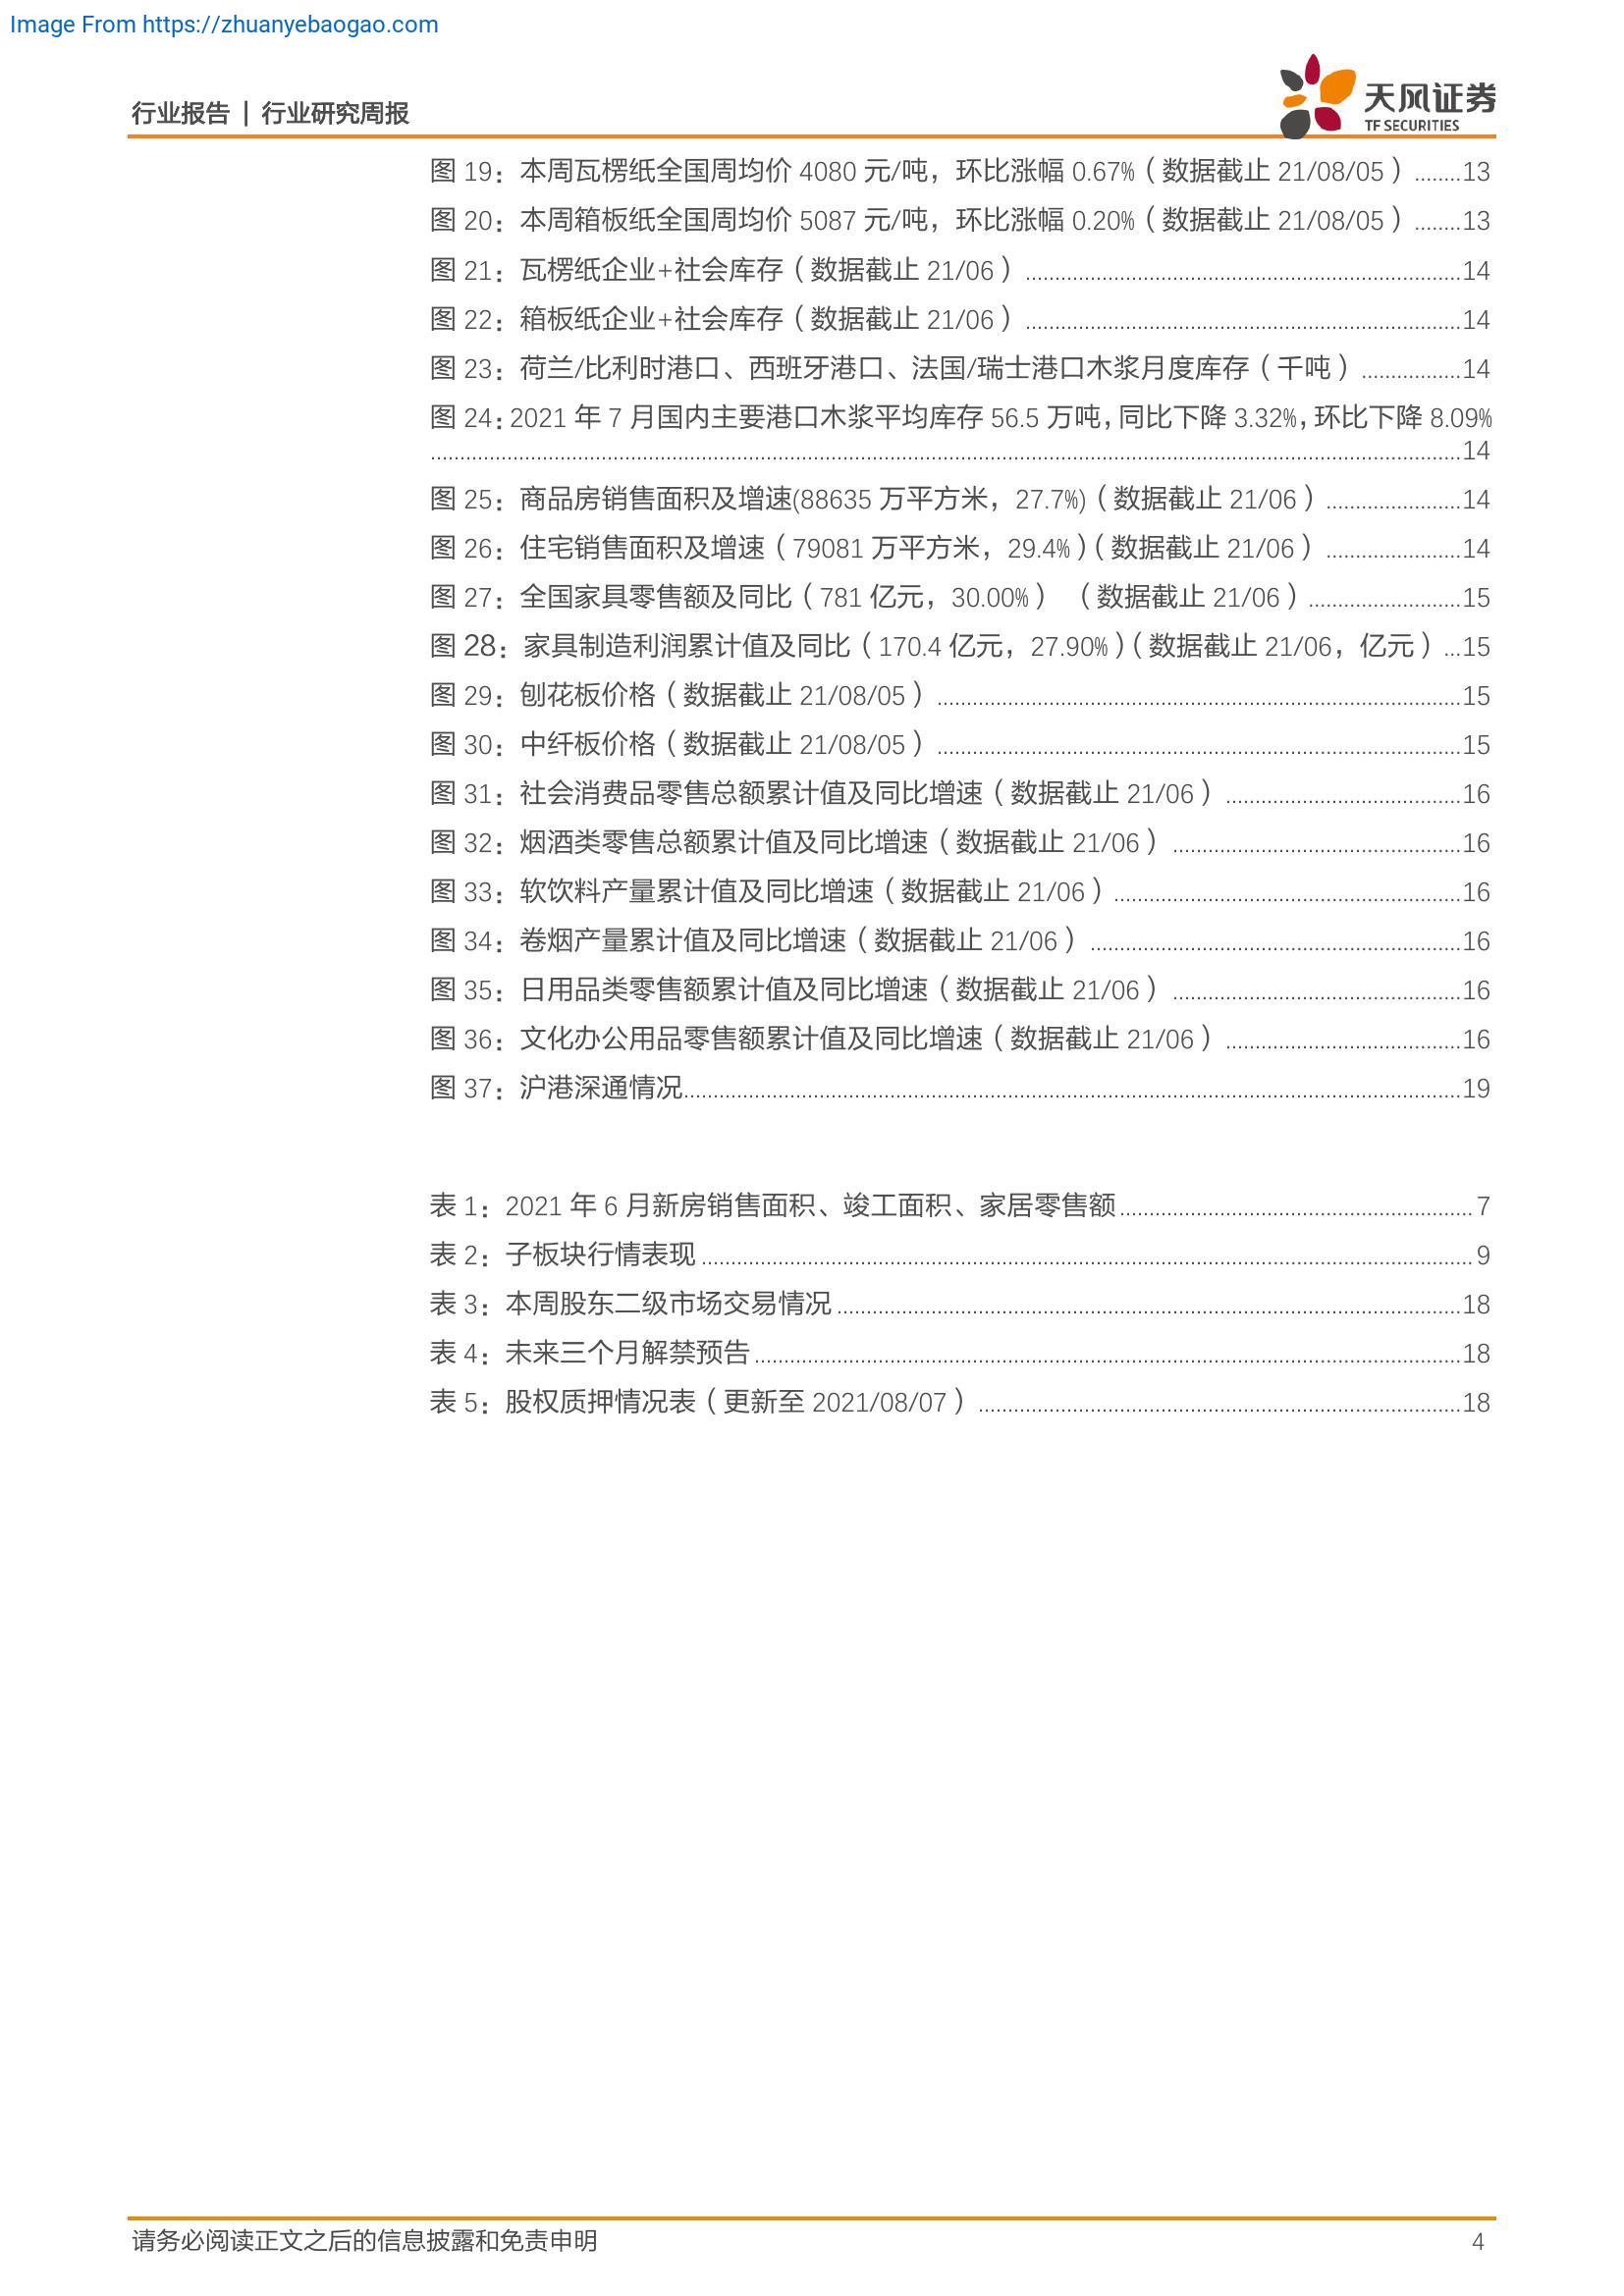 Image From https://zhuanyebaogao.com
行业报告 | 行业研究周报
天风证券
TF SECURITIES
图 19：本周瓦楞纸全国周均价 4080 元/吨，环比涨幅 0.67%（数据截止 21/08/05）........13
图 20：本周箱板纸全国周均价 5087 元/吨，环比涨幅 0.20%（数据截止 21/08/05）........13
图 21：瓦楞纸企业+社会库存（数据截止 21/06）........14
图 22：箱板纸企业+社会库存（数据截止 21/06）........14
图 23：荷兰/比利时港口、西班牙港口、法国/瑞士港口木浆月度库存（千吨）........14
图 24：2021 年 7 月国内主要港口木浆平均库存 56.5 万吨，同比下降 3.32%，环比下降 8.09%
........14
图 25：商品房销售面积及增速(88635 万平方米，27.7%)（数据截止 21/06）........14
图 26：住宅销售面积及增速（79081 万平方米，29.4%）（数据截止 21/06）........14
图 27：全国家具零售额及同比（781 亿元，30.00%） （数据截止 21/06）........15
图 28：家具制造利润累计值及同比（170.4 亿元，27.90%）（数据截止 21/06，亿元）...15
图 29：刨花板价格（数据截止 21/08/05）........15
图 30：中纤板价格（数据截止 21/08/05）........15
图 31：社会消费品零售总额累计值及同比增速（数据截止 21/06）........16
图 32：烟酒类零售总额累计值及同比增速（数据截止 21/06）........16
图 33：软饮料产量累计值及同比增速（数据截止 21/06）........16
图 34：卷烟产量累计值及同比增速（数据截止 21/06）........16
图 35：日用品类零售额累计值及同比增速（数据截止 21/06）........16
图 36：文化办公用品零售额累计值及同比增速（数据截止 21/06）........16
图 37：沪港深通情况........19
表 1：2021 年 6 月新房销售面积、竣工面积、家居零售额........7
表 2：子板块行情表现........9
表 3：本周股东二级市场交易情况........18
表 4：未来三个月解禁预告........18
表 5：股权质押情况表（更新至 2021/08/07）........18
请务必阅读正文之后的信息披露和免责申明
4